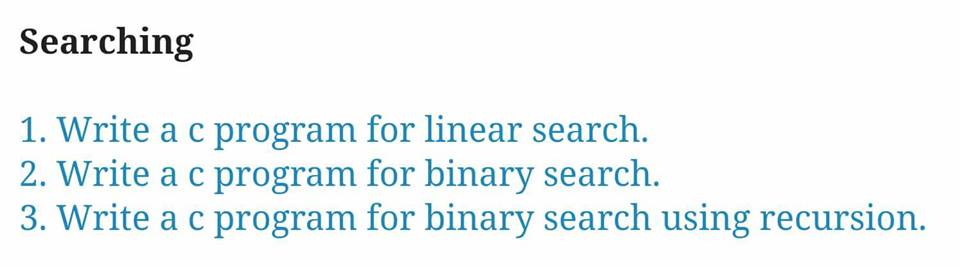 Searching
1. Write a c program for linear search.
2. Write a c program for binary search.
3. Write a c program for binary search using recursion.